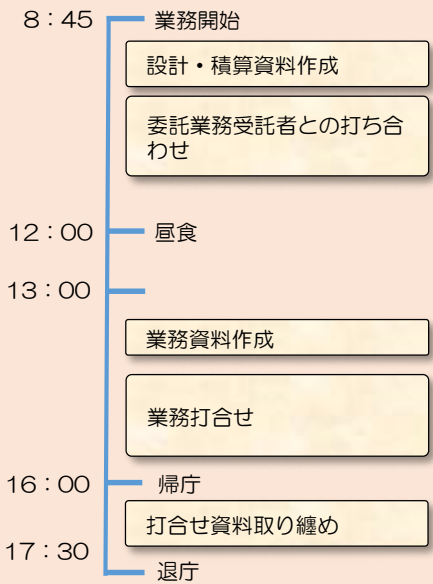 8：45 業務開始
設計・積算資料作成
委託業務受託者との打ち合
わせ
12：00 昼食
13：00
業務資料作成
業務打合せ
16：00 帰庁
打合せ資料取り纏め
17：30
退庁